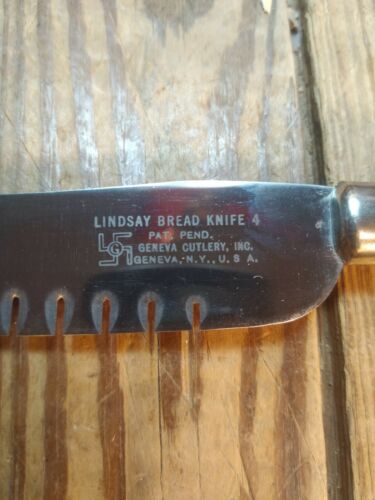 LINDSAY BREAD KNIFE 4
PAT. PEND.
G GENEVA CUTLERY, INC.
GENEVA, N.Y., U. S A.